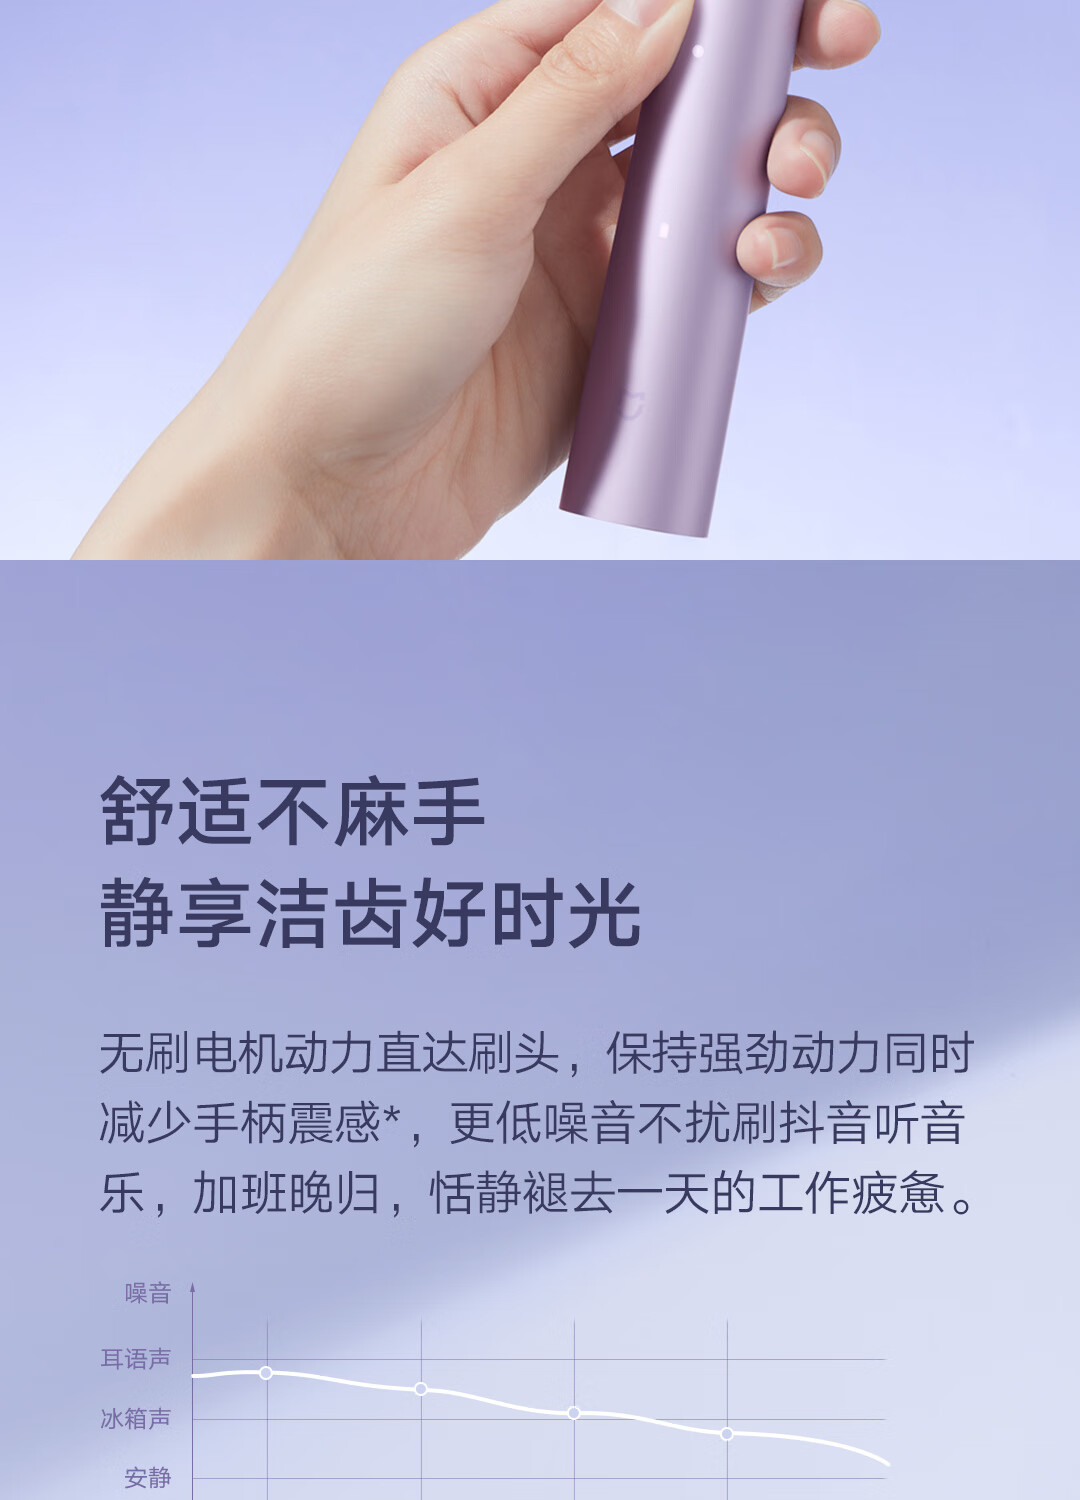 舒适不麻手
静享洁齿好时光
无刷电机动力直达刷头，保持强劲动力同时
减少手柄震感*，更低噪音不扰刷抖音听音
乐，加班晚归，恬静褪去一天的工作疲惫。
噪音
耳语声
冰箱声
安静